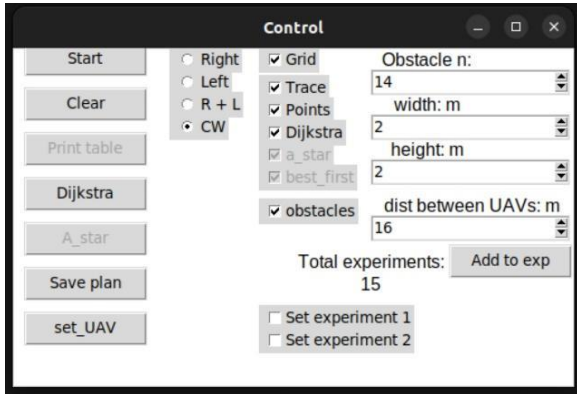 Control
Start
Clear
Print table
Dijkstra
A_star
Save plan
set_UAV
Right
Left
R + L
CW
Grid
Trace
Points
Dijkstra
a_star
best_first
obstacles
Obstacle n:
14
width: m
2
height: m
2
dist between UAVs: m
16
Total experiments:
15
Add to exp
Set experiment 1
Set experiment 2